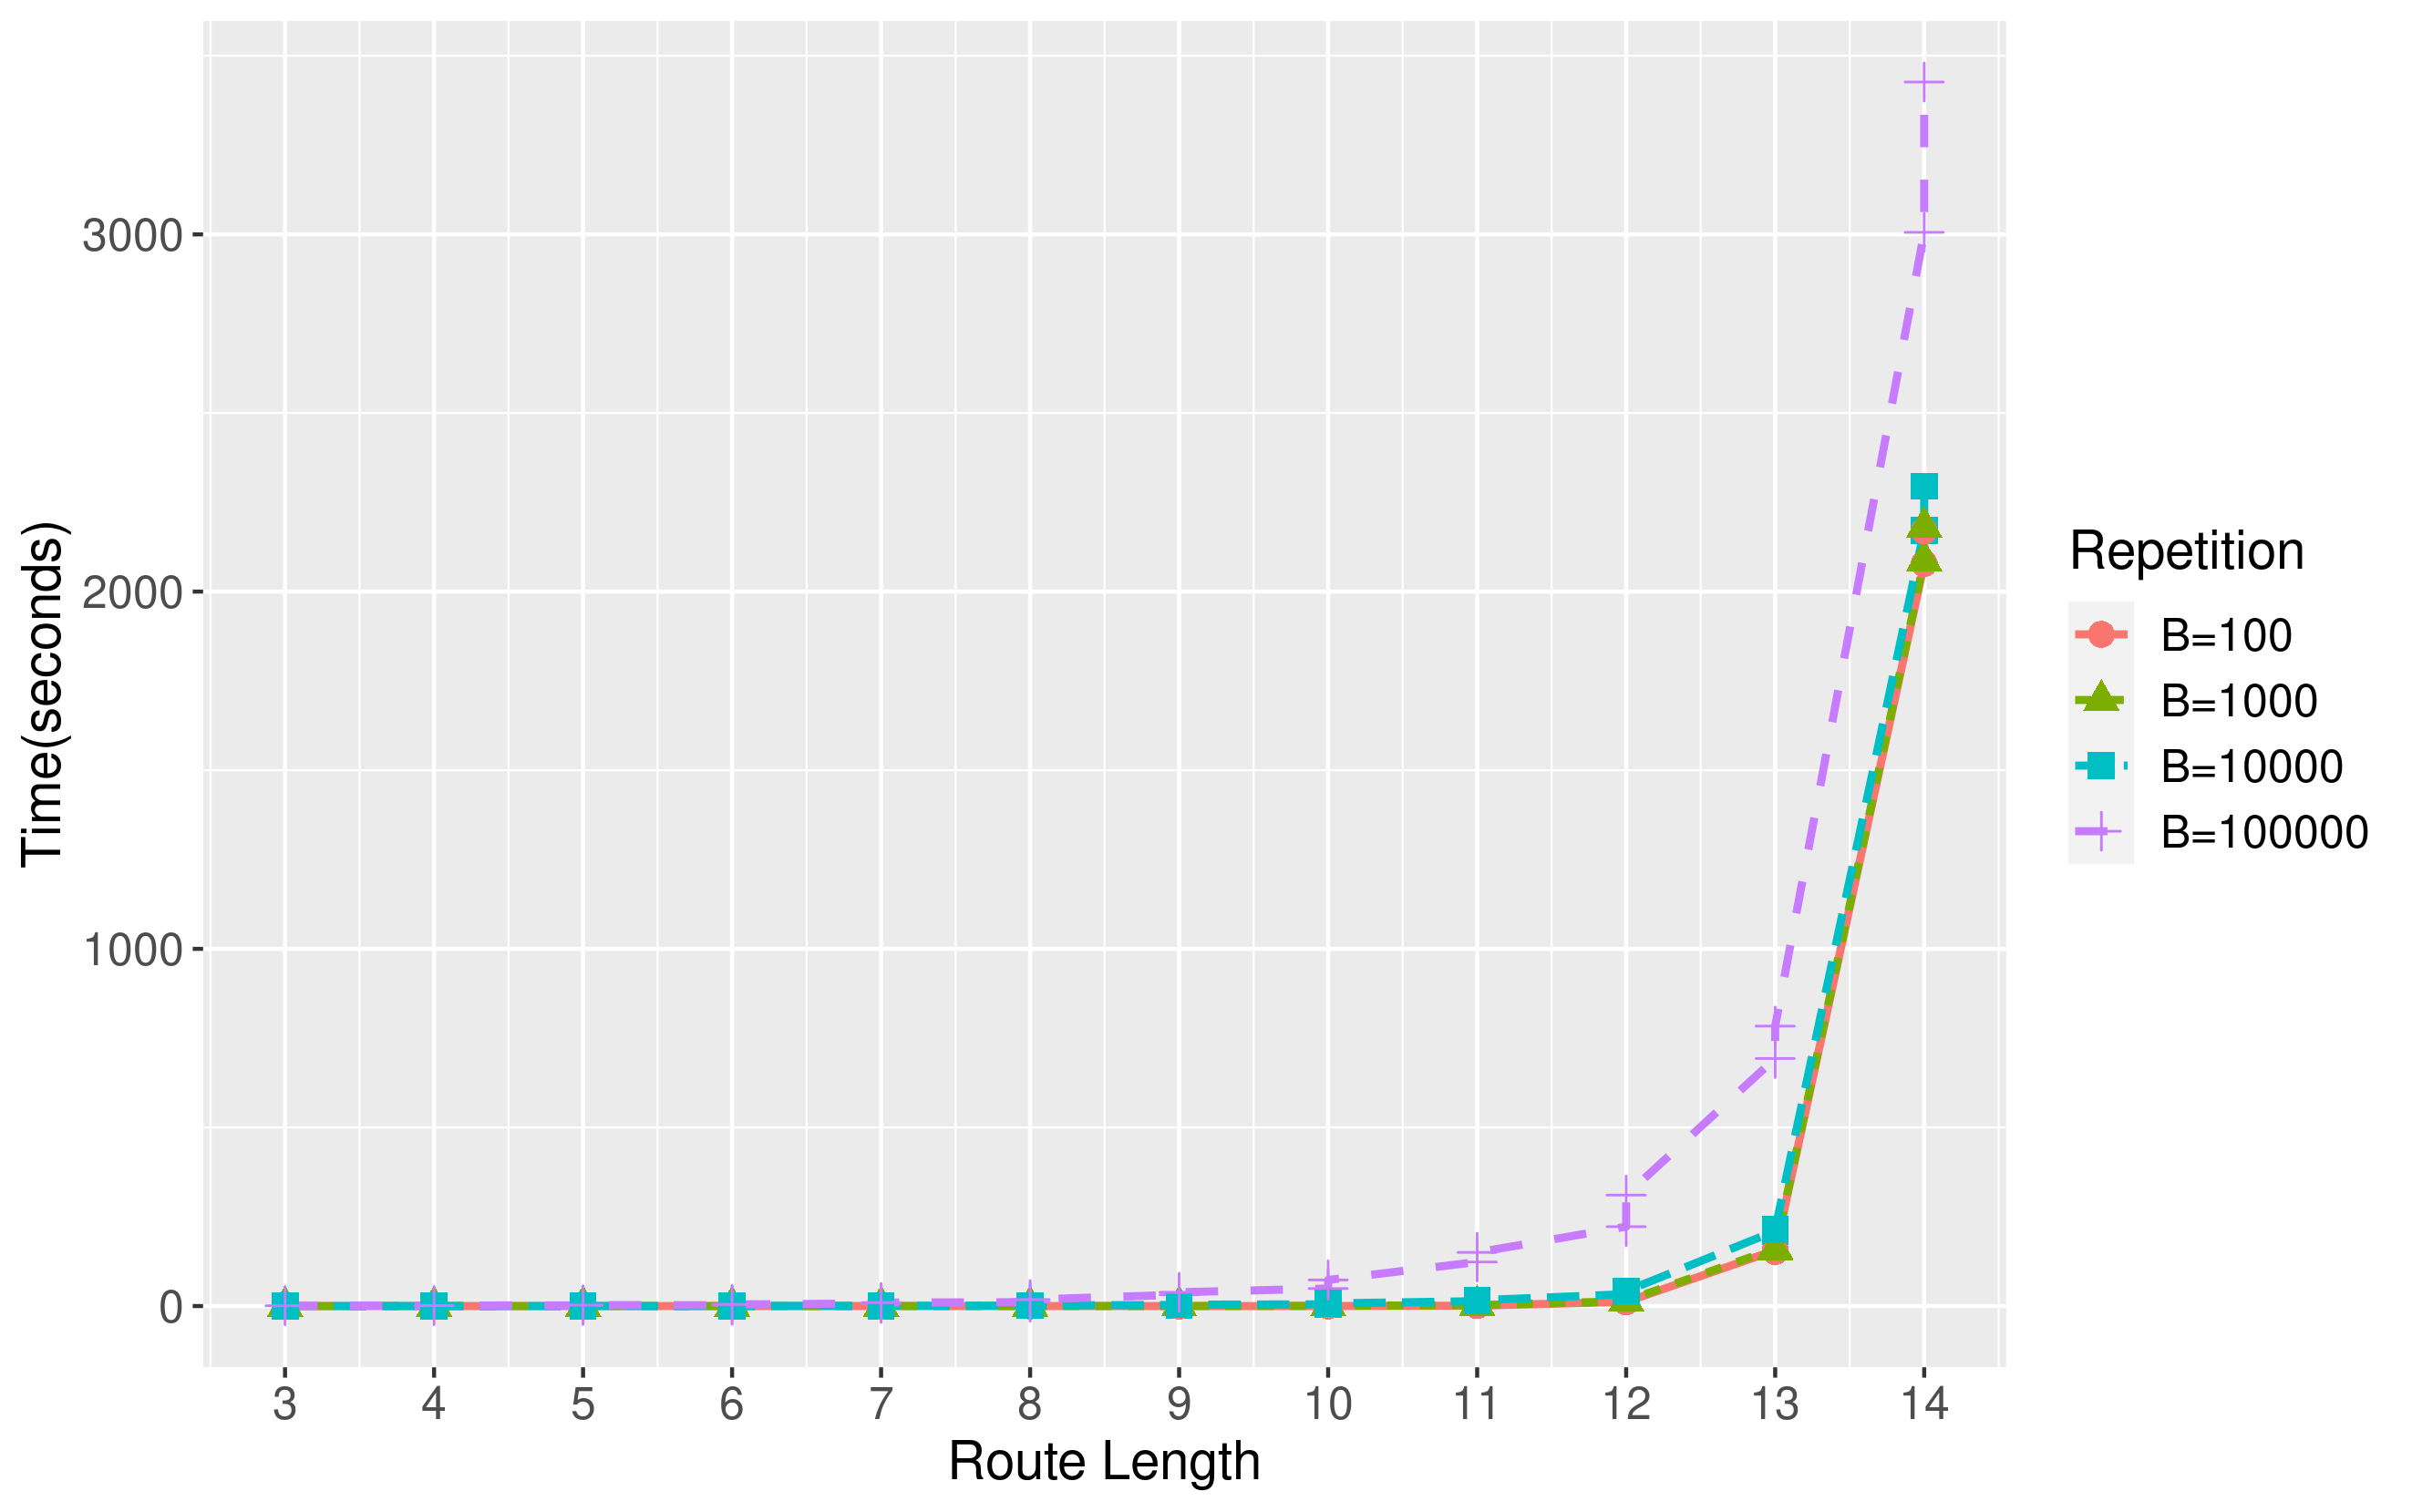 3000
2000
1000
0
Time(seconds)
3 4 5 6 7 8 9 10 11 12 13 14
Route Length
Repetition
B=100
B=1000
B=10000
B=100000